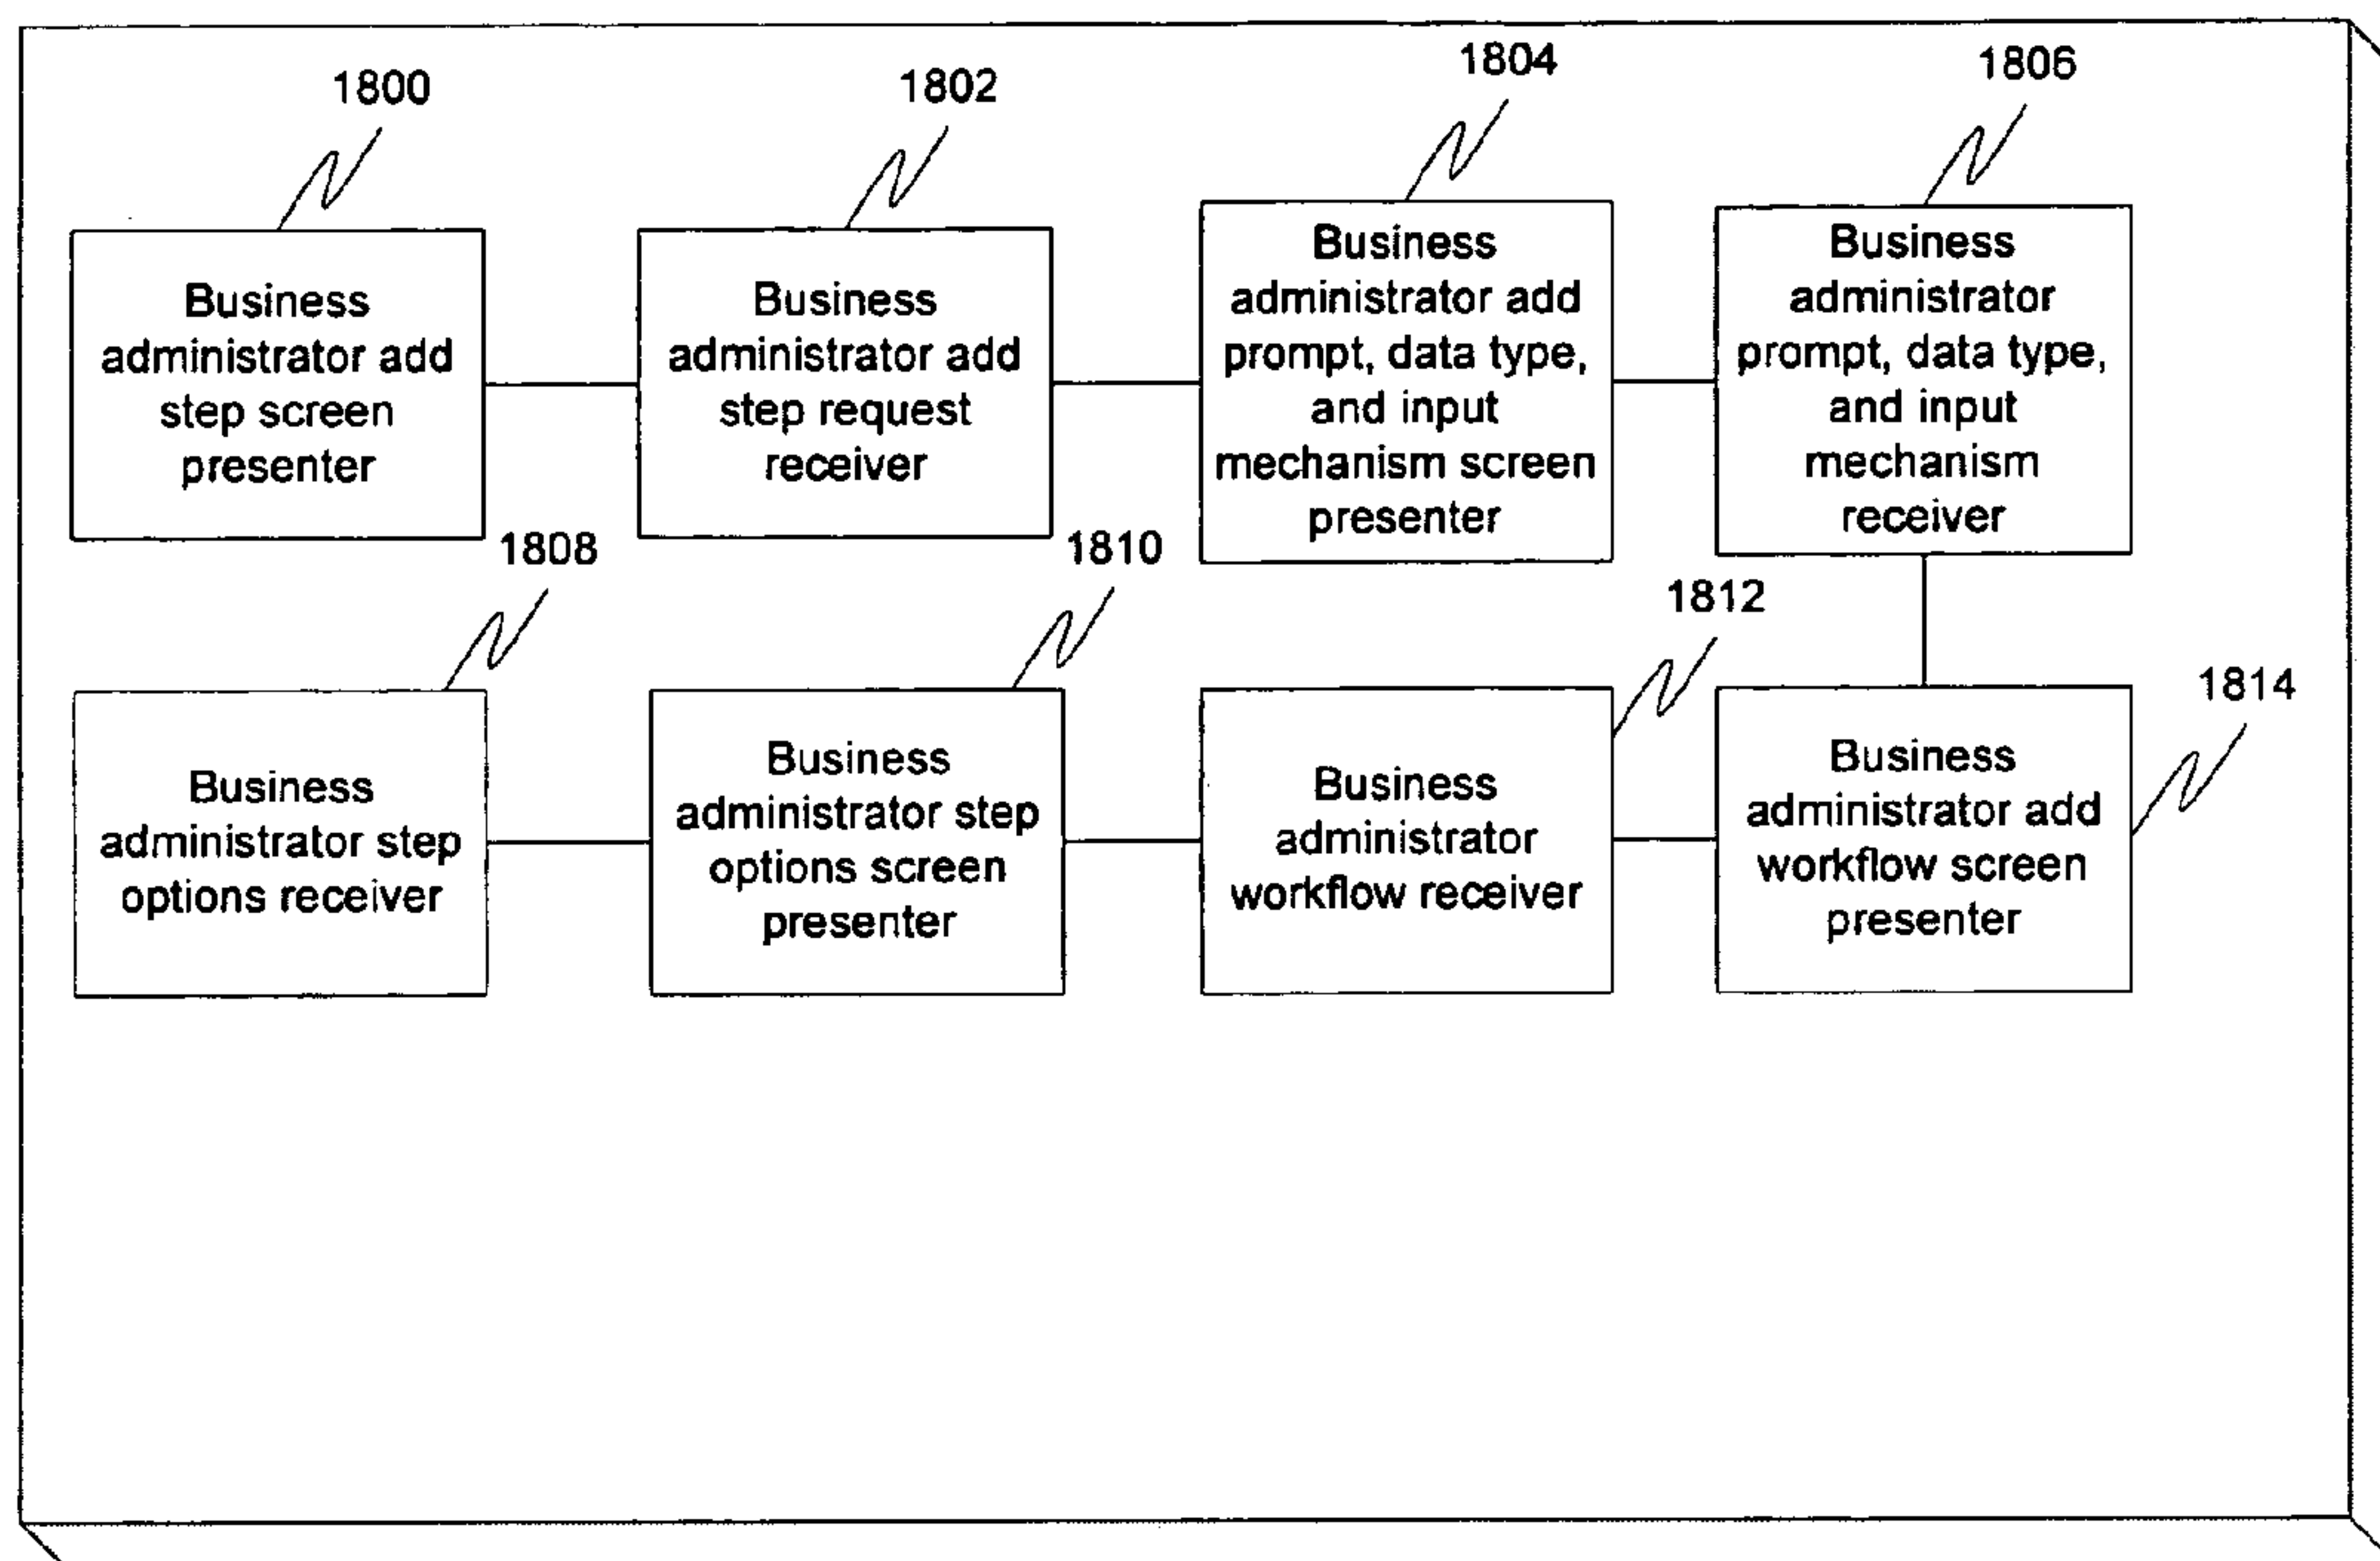 1800
1802
1804
1806
Business
administrator add
step screen
presenter
Business
administrator add
step request
receiver
Business
administrator add
prompt, data type,
and input
mechanism screen
presenter
Business
administrator
prompt, data type,
and input
mechanism
receiver
1808
1810
1812
1814
Business
administrator step
options receiver
Business
administrator step
options screen
presenter
Business
administrator
workflow receiver
Business
administrator add
workflow screen
presenter